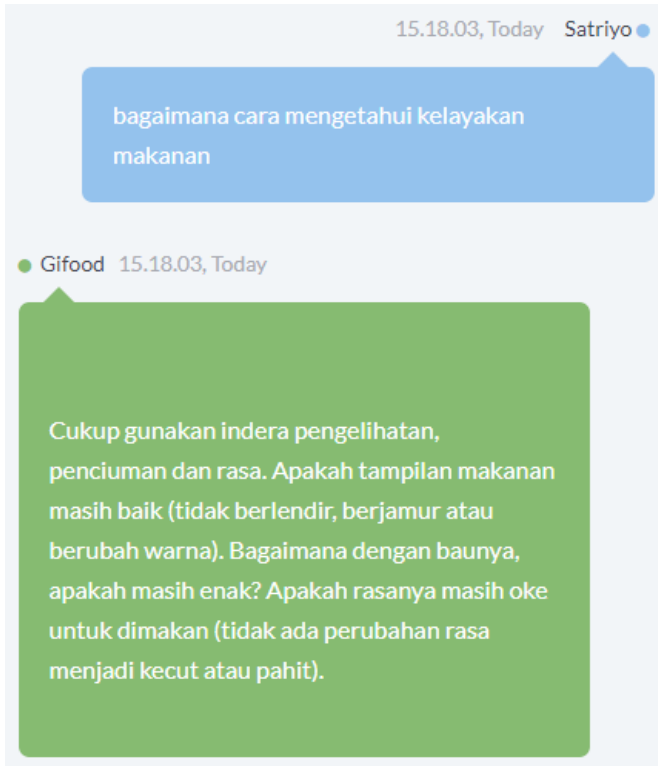 15.18.03, Today Satriyo
bagaimana cara mengetahui kelayakan
makanan
Gifood 15.18.03, Today
Cukup gunakan indera pengelihatan,
penciuman dan rasa. Apakah tampilan makanan
masih baik (tidak berlendir, berjamur atau
berubah warna). Bagaimana dengan baunya,
apakah masih enak? Apakah rasanya masih oke
untuk dimakan (tidak ada perubahan rasa
menjadi kecut atau pahit).